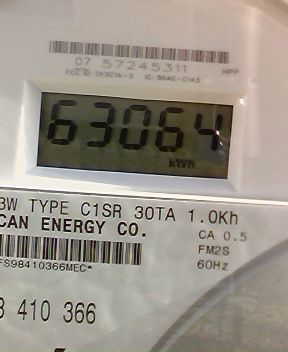 07 57245311
HPP
63064
kWh
3W TYPE C1SR 30TA 1.0Kh
CAN ENERGY CO.
CA 0.5
FM2S
FS98410366MEC*
60Hz
3 410 366